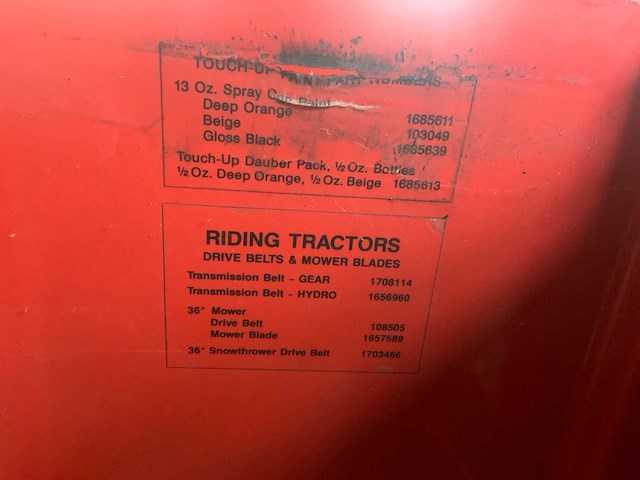 TOUCH-UP PAINT PART NUMBERS
13 Oz. Spray Can Paint
Deep Orange 1685611
Beige 103049
Gloss Black 1685639
Touch-Up Dauber Pack, ½ Oz. Bottles
½ Oz. Deep Orange, ½ Oz. Beige 1685613
RIDING TRACTORS
DRIVE BELTS & MOWER BLADES
Transmission Belt – GEAR 1708114
Transmission Belt – HYDRO 1656960
36″ Mower
Drive Belt 108505
Mower Blade 1657589
36″ Snowthrower Drive Belt 1703466